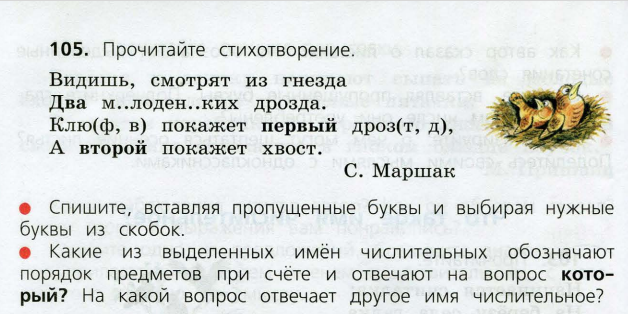 105. Прочитайте стихотворение.
Видишь, смотрят из гнезда
Два м..лоден..ких дрозда.
Клю(ф, в) покажет первый дроз(т, д),
А второй покажет хвост.
С. Маршак
• Спишите, вставляя пропущенные буквы и выбирая нужные
буквы из скобок.
• Какие из выделенных имён числительных обозначают
порядок предметов при счёте и отвечают на вопрос кото-
рый? На какой вопрос отвечает другое имя числительное?